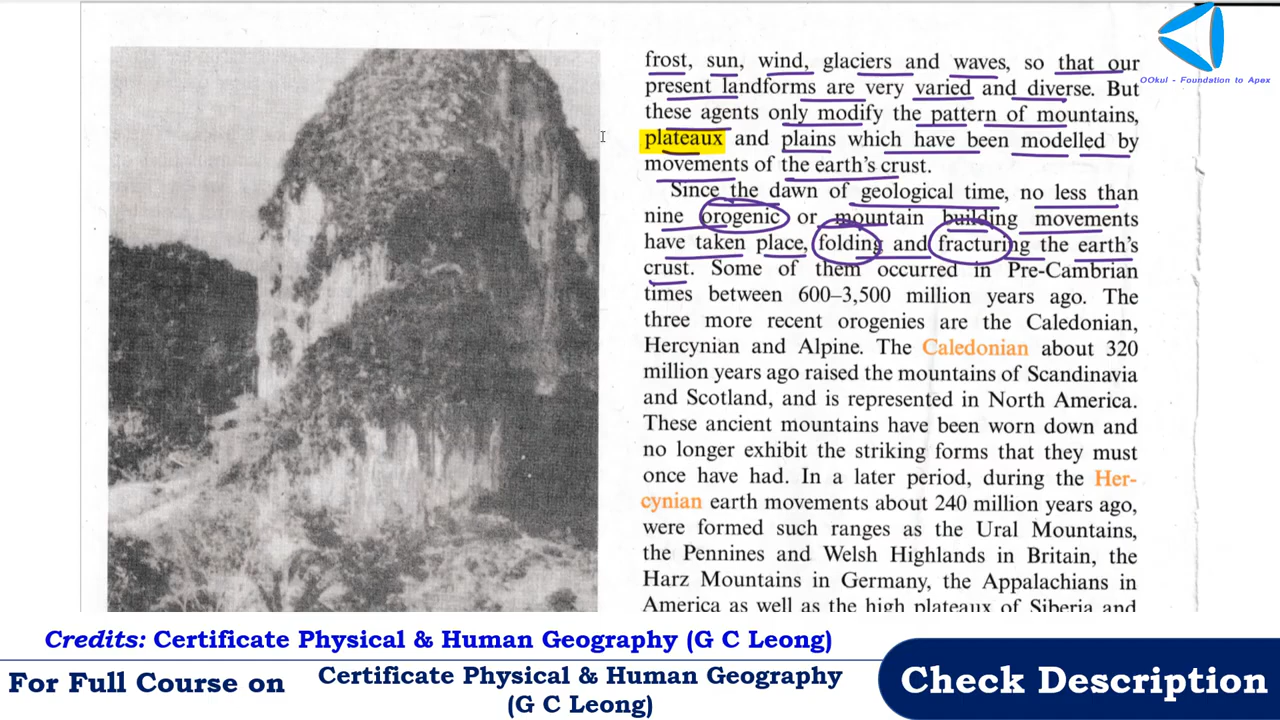 OOkul - Foundation to Apex
frost, sun, wind, glaciers and waves, so that our
present landforms are very varied and diverse. But
these agents only modify the pattern of mountains,
plateaux and plains which have been modelled by
movements of the earth's crust.
Since the dawn of geological time, no less than
nine orogenic or mountain building movements
have taken place, folding and fracturing the earth's
crust. Some of them occurred in Pre-Cambrian
times between 600–3,500 million years ago. The
three more recent orogenies are the Caledonian,
Hercynian and Alpine. The Caledonian about 320
million years ago raised the mountains of Scandinavia
and Scotland, and is represented in North America.
These ancient mountains have been worn down and
no longer exhibit the striking forms that they must
once have had. In a later period, during the Her-
cynian earth movements about 240 million years ago,
were formed such ranges as the Ural Mountains,
the Pennines and Welsh Highlands in Britain, the
Harz Mountains in Germany, the Appalachians in
America as well as the high plateaux of Siberia and
Credits: Certificate Physical & Human Geography (G C Leong)
For Full Course on
Certificate Physical & Human Geography
(G C Leong)
Check Description